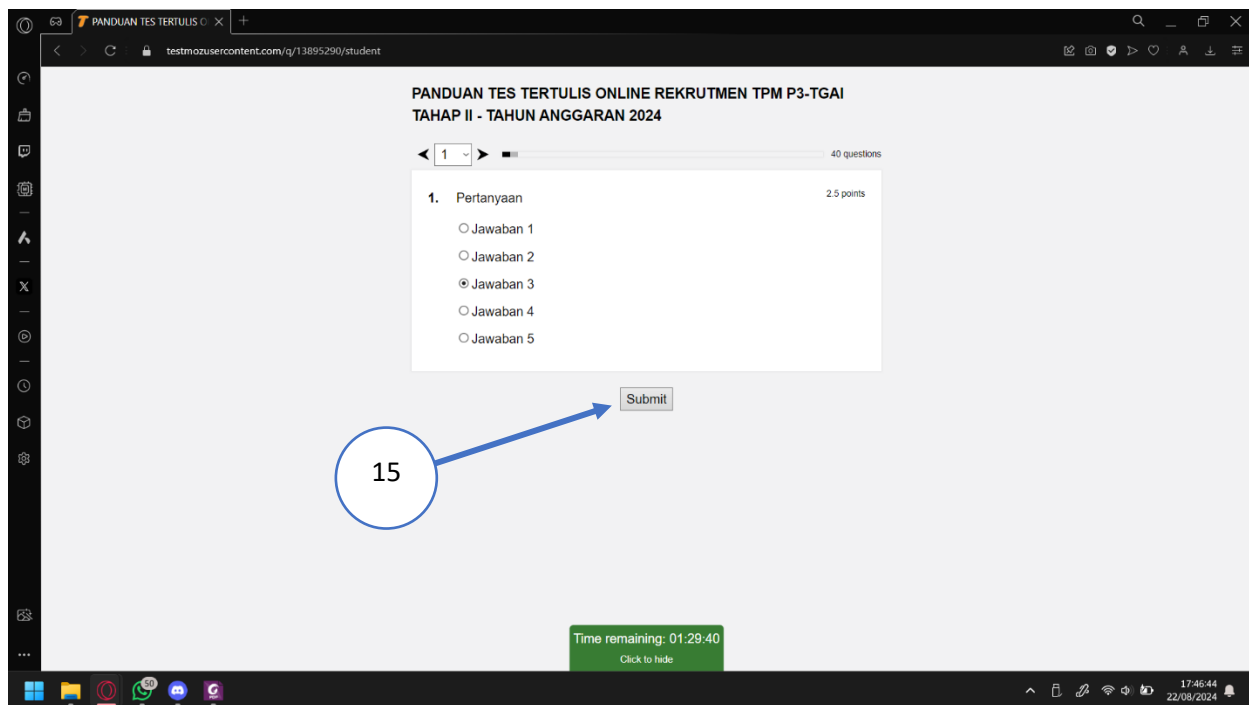 PANDUAN TES TERTULIS O
testmozusercontent.com/q/13895290/student
PANDUAN TES TERTULIS ONLINE REKRUTMEN TPM P3-TGAI
TAHAP II - TAHUN ANGGARAN 2024
1
40 questions
1. Pertanyaan
2.5 points
Jawaban 1
Jawaban 2
Jawaban 3
Jawaban 4
Jawaban 5
Submit
15
Time remaining: 01:29:40
Click to hide
50
17:46:44
22/08/2024